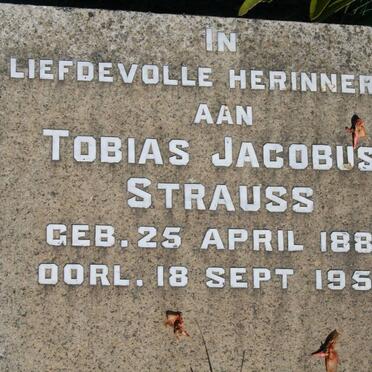 IN
LIEFDEVOLLE HERINNER
AAN
TOBIAS JACOBUS
STRAUSS
GEB. 25 APRIL 188
OORL. 18 SEPT 195